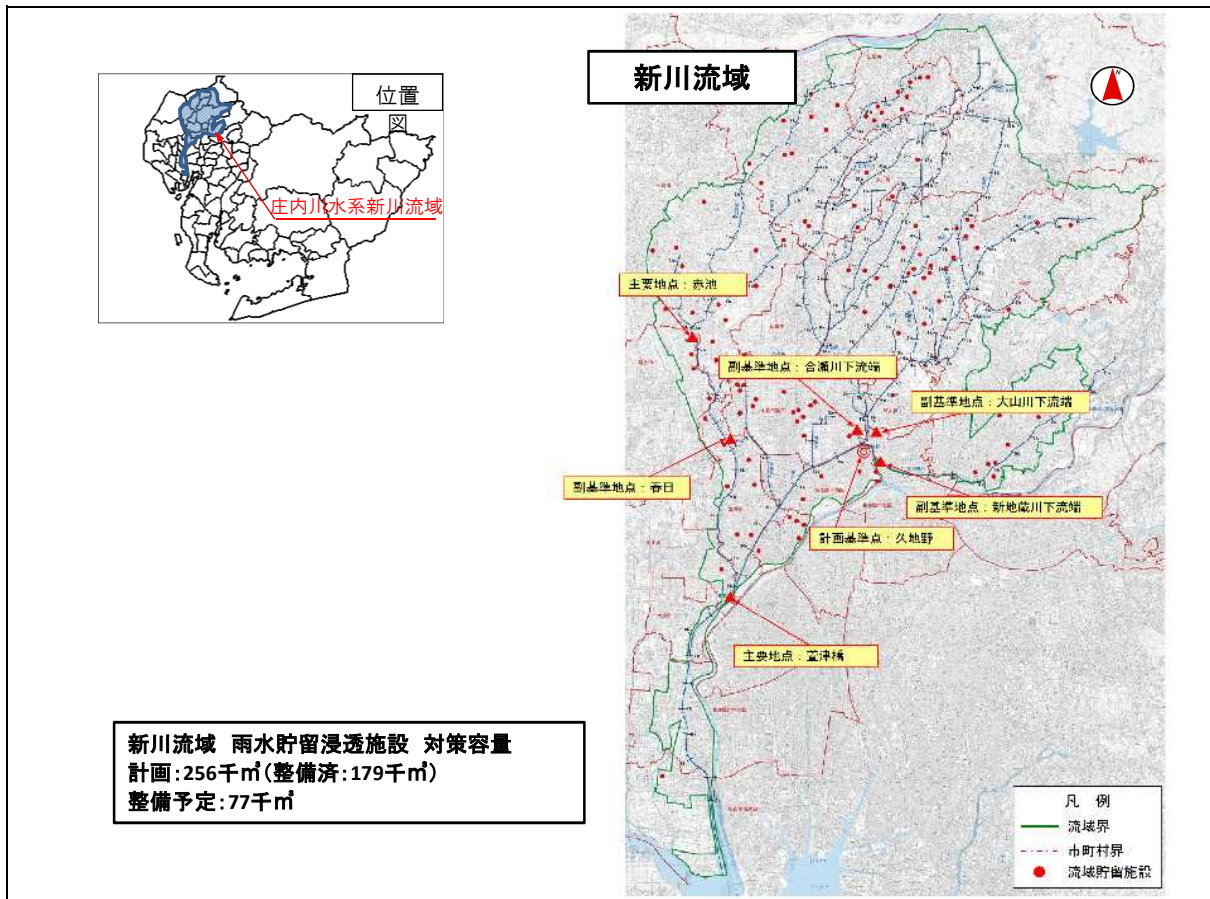 新川流域
位置
図
庄内川水系新川流域
主要地点：赤池
副基準地点：合瀬川下流端
副基準地点：大山川下流端
副基準地点：春日
副基準地点：新地蔵川下流端
計画基準点：久地野
主要地点：萱津橋
新川流域 雨水貯留浸透施設 対策容量
計画：256千㎥（整備済：179千㎥）
整備予定：77千㎥
凡 例
流域界
市町村界
流域貯留施設